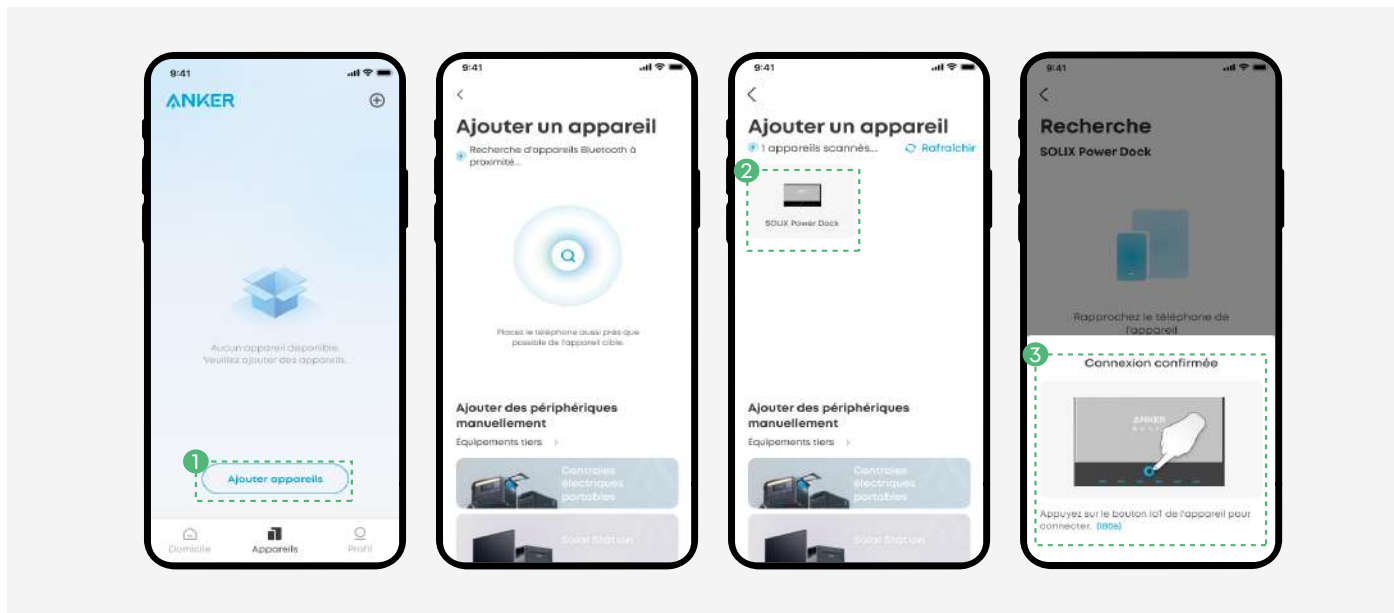 9:41
ANKER
Aucun appareil disponible.
Veuillez ajouter des appareils.
1
Ajouter appareils
Domicile
Appareils
Profil
9:41
Ajouter un appareil
Recherche d'appareils Bluetooth à
proximité...
Placez le téléphone aussi près que
possible de l'appareil cible.
Ajouter des périphériques
manuellement
Équipements tiers
Centrales
électriques
portables
Solar Station
9:41
Ajouter un appareil
1 appareils scannés...
Rafraîchir
2
SOLIX Power Dock
Ajouter des périphériques
manuellement
Équipements tiers
Centrales
électriques
portables
Solar Station
9:41
Recherche
SOLIX Power Dock
Rapprochez le téléphone de
l'appareil
3
Connexion confirmée
ANKER
Appuyez sur le bouton IoT de l'appareil pour
connecter. (180s)